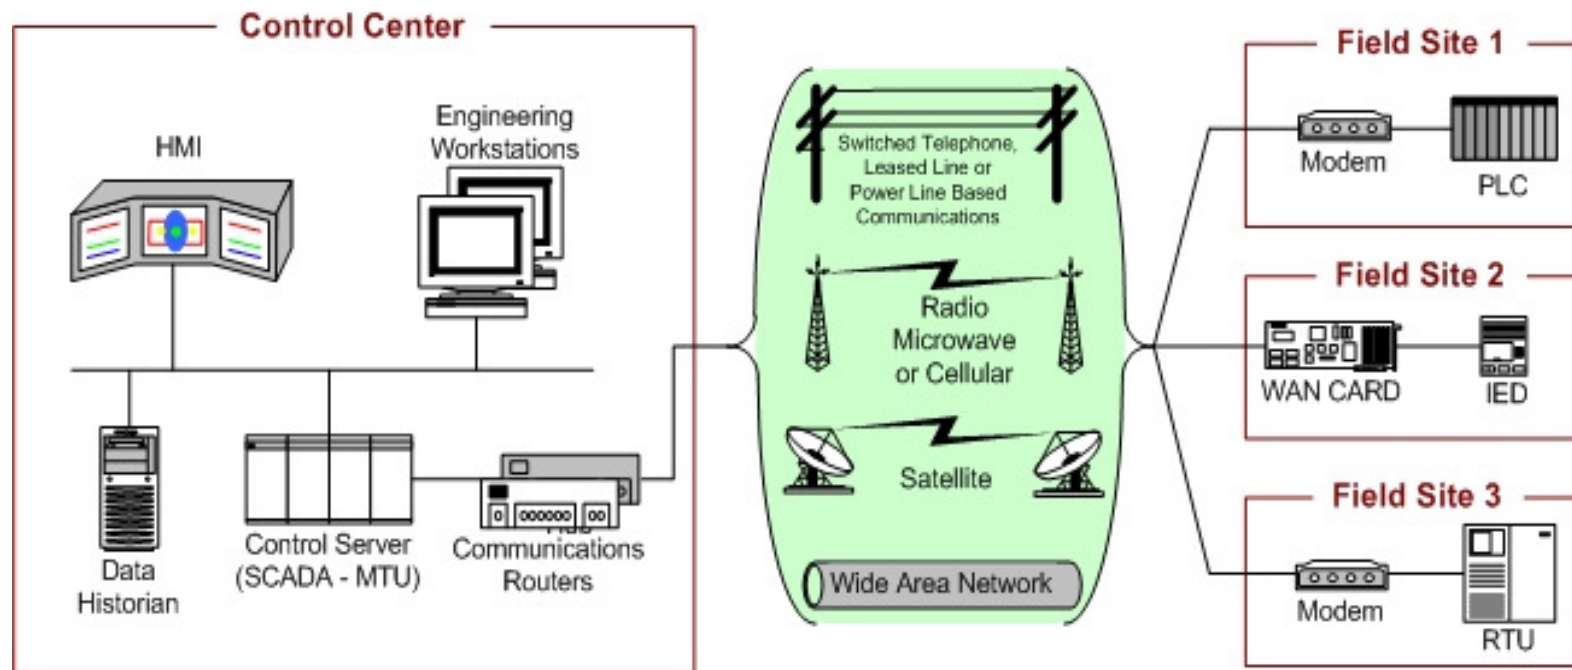 Control Center
HMI
Engineering
Workstations
Data
Historian
Control Server
(SCADA - MTU)
Communications
Routers
Switched Telephone,
Leased Line or
Power Line Based
Communications
Radio
Microwave
or Cellular
Satellite
Wide Area Network
Field Site 1
Modem
PLC
Field Site 2
WAN CARD
IED
Field Site 3
Modem
RTU